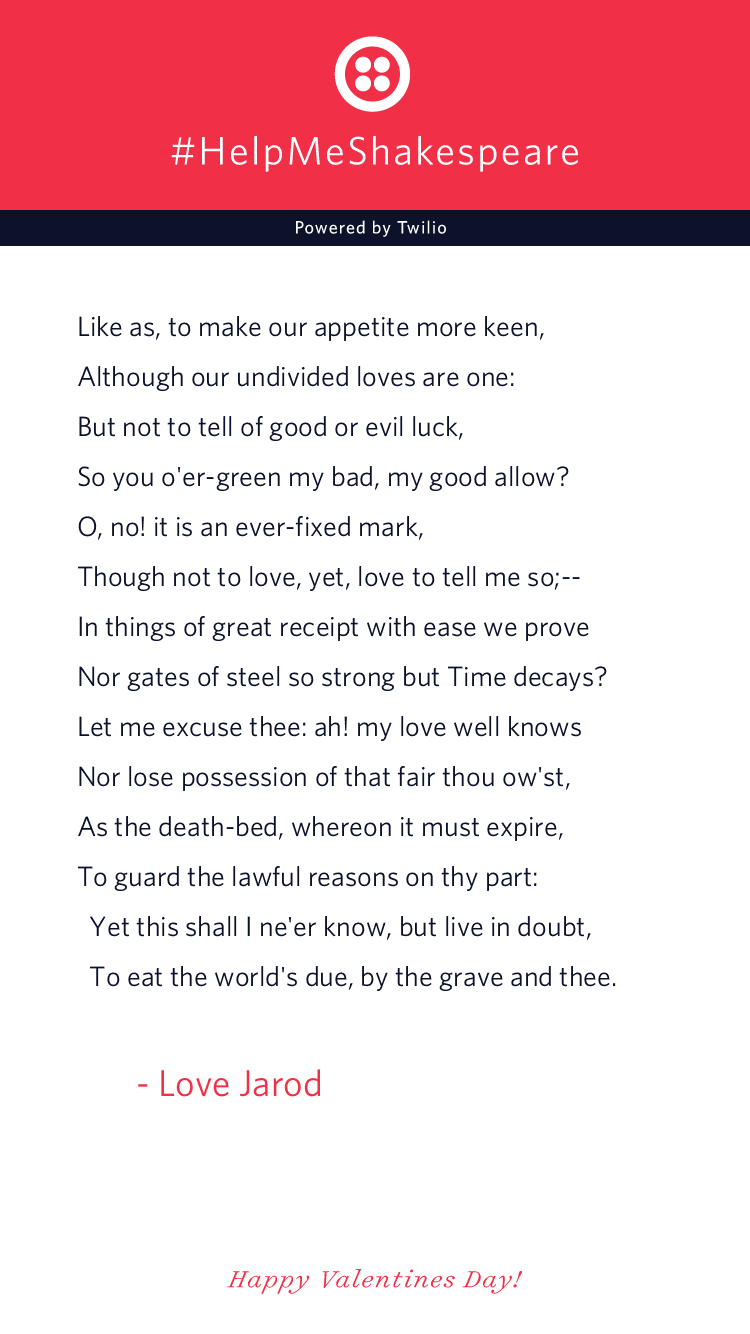 #HelpMeShakespeare
Powered by Twilio
Like as, to make our appetite more keen,
Although our undivided loves are one:
But not to tell of good or evil luck,
So you o'er-green my bad, my good allow?
O, no! it is an ever-fixed mark,
Though not to love, yet, love to tell me so;--
In things of great receipt with ease we prove
Nor gates of steel so strong but Time decays?
Let me excuse thee: ah! my love well knows
Nor lose possession of that fair thou ow'st,
As the death-bed, whereon it must expire,
To guard the lawful reasons on thy part:
Yet this shall I ne'er know, but live in doubt,
To eat the world's due, by the grave and thee.
- Love Jarod
Happy Valentines Day!